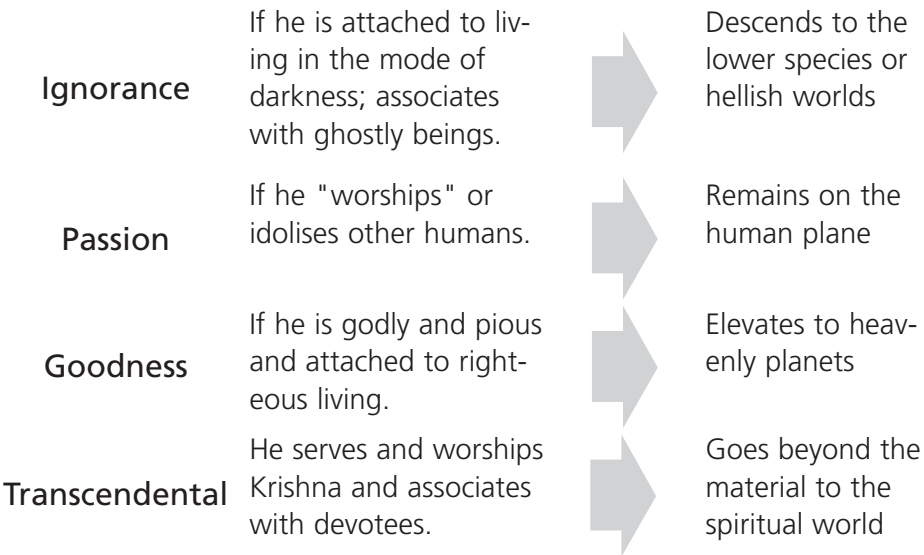 Ignorance
If he is attached to liv-
ing in the mode of
darkness; associates
with ghostly beings.
Descends to the
lower species or
hellish worlds
Passion
If he "worships" or
idolises other humans.
Remains on the
human plane
Goodness
If he is godly and pious
and attached to right-
eous living.
Elevates to heav-
enly planets
Transcendental
He serves and worships
Krishna and associates
with devotees.
Goes beyond the
material to the
spiritual world